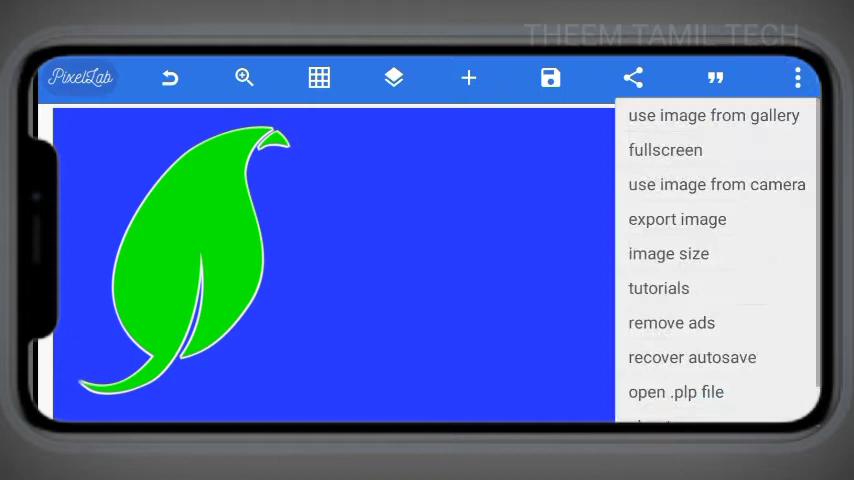 THEEM TAMIL TECH
PixelLab
use image from gallery
fullscreen
use image from camera
export image
image size
tutorials
remove ads
recover autosave
open .plp file